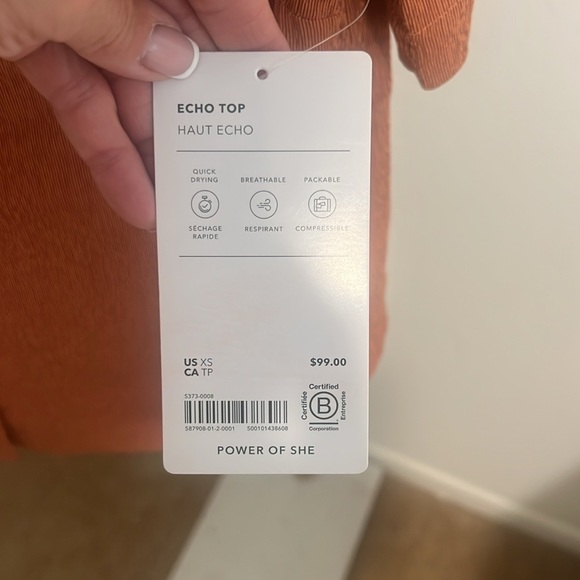 ECHO TOP
HAUT ECHO
QUICK
DRYING
BREATHABLE
PACKABLE
SÉCHAGE
RAPIDE
RESPIRANT
COMPRESSIBLE
US XS
CA TP
$99.00
S373-0008
587908-01-2-0001 S00101438608
Certified
Certifiée
B
Entreprise
Corporation
POWER OF SHE